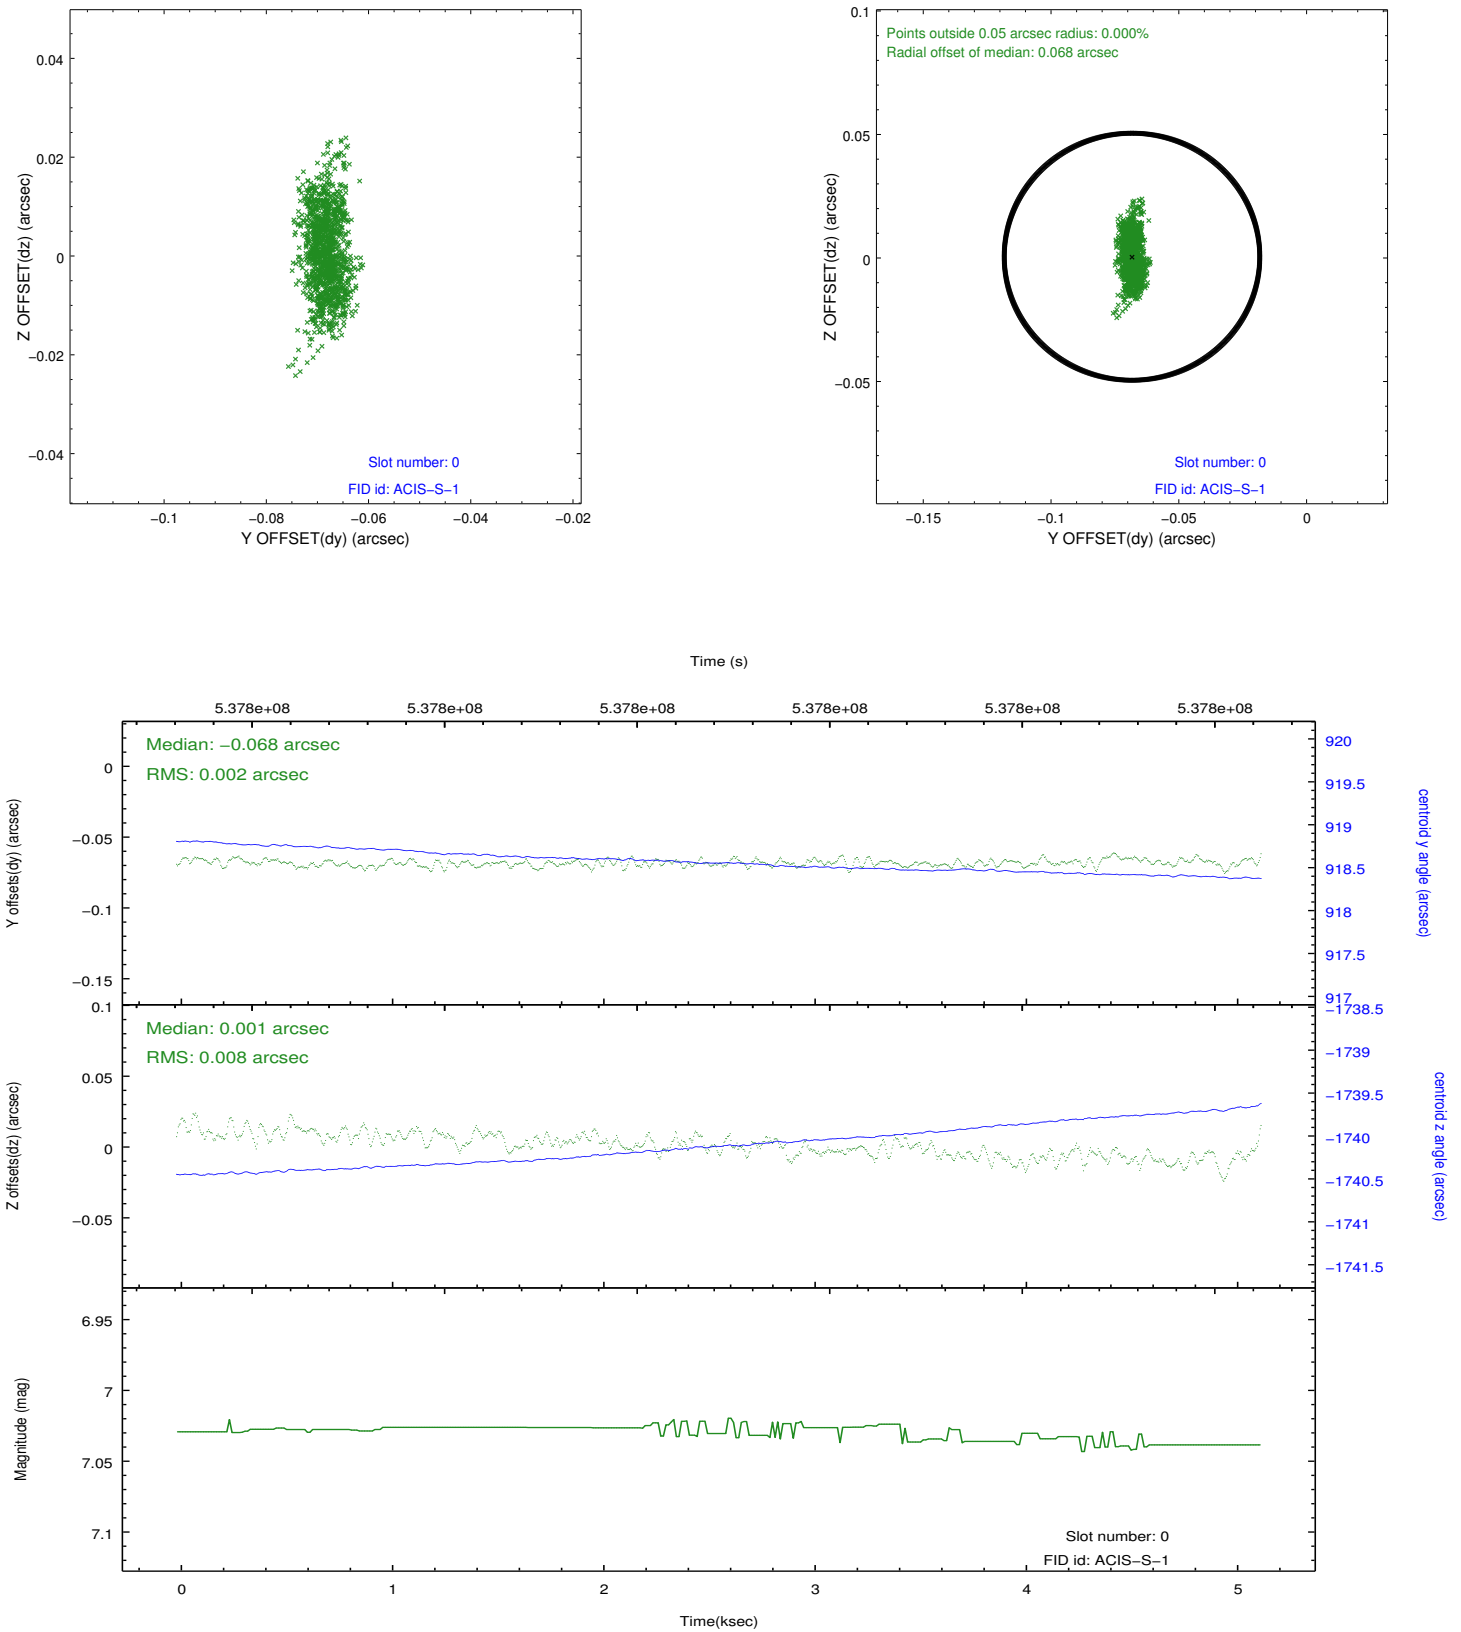 0.04
0.02
0
−0.02
−0.04
Z OFFSET(dz) (arcsec)
Slot number: 0
FID id: ACIS−S−1
−0.1
−0.08
−0.06
−0.04
−0.02
Y OFFSET(dy) (arcsec)
0.1
0.05
0
−0.05
Z OFFSET(dz) (arcsec)
Points outside 0.05 arcsec radius: 0.000%
Radial offset of median: 0.068 arcsec
Slot number: 0
FID id: ACIS−S−1
−0.15
−0.1
−0.05
0
Y OFFSET(dy) (arcsec)
Time (s)
5.378e+08
5.378e+08
5.378e+08
5.378e+08
5.378e+08
5.378e+08
Median: −0.068 arcsec
RMS: 0.002 arcsec
0
−0.05
−0.1
−0.15
Y offsets(dy) (arcsec)
920
919.5
919
918.5
918
917.5
917
centroid y angle (arcsec)
Median: 0.001 arcsec
RMS: 0.008 arcsec
0.1
0.05
0
−0.05
Z offsets(dz) (arcsec)
−1738.5
−1739
−1739.5
−1740
−1740.5
−1741
−1741.5
centroid z angle (arcsec)
6.95
7
7.05
7.1
Magnitude (mag)
Slot number: 0
FID id: ACIS−S−1
0
1
2
3
4
5
Time(ksec)